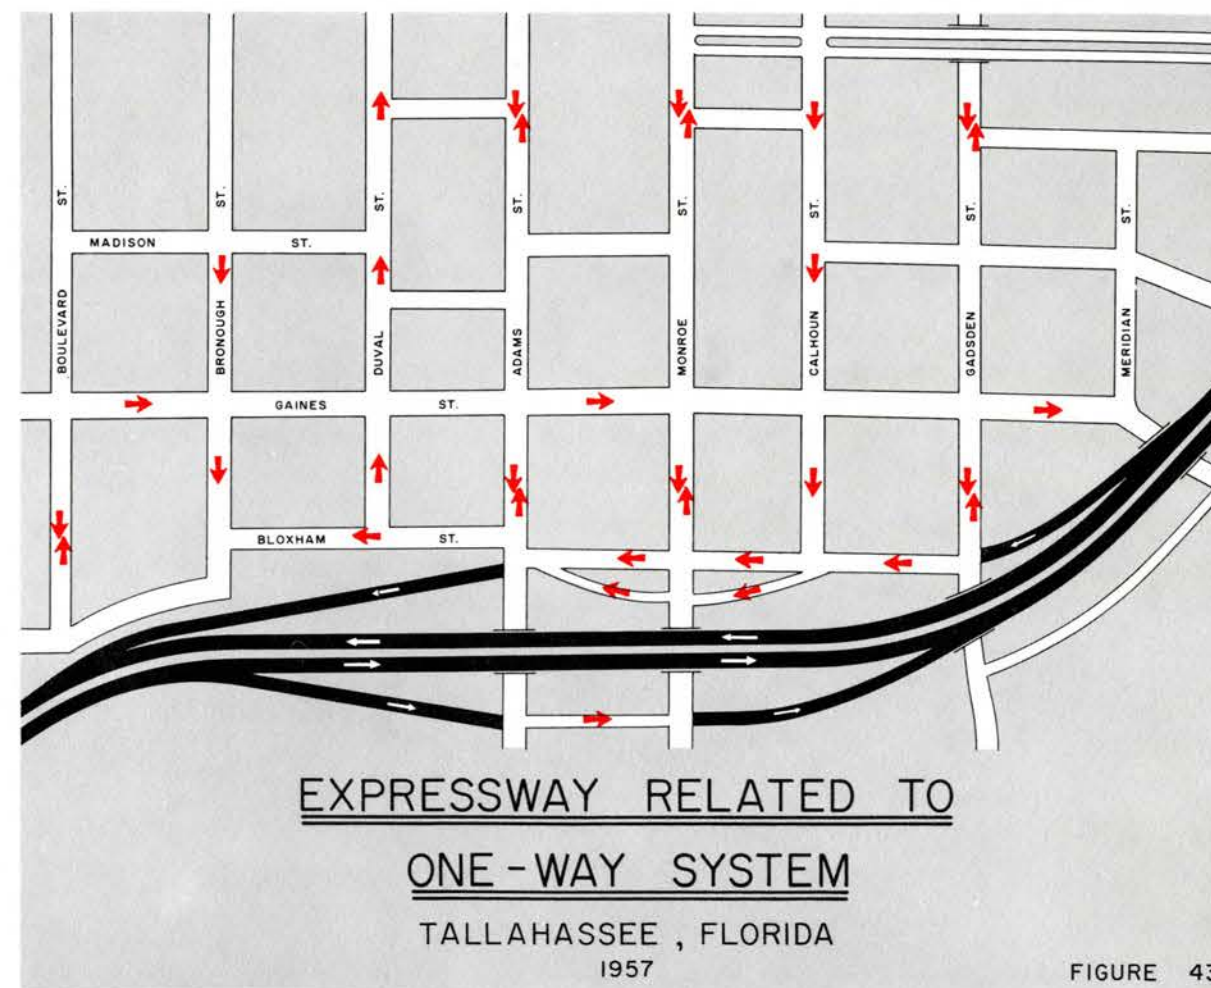 ST.
ST.
ST.
ST.
ST.
ST.
ST.
ST.
MADISON ST.
BOULEVARD
BRONOUGH
DUVAL
ADAMS
MONROE
CALHOUN
GADSDEN
MERIDIAN
GAINES ST.
BLOXHAM ST.
EXPRESSWAY RELATED TO
ONE-WAY SYSTEM
TALLAHASSEE, FLORIDA
1957
FIGURE 43